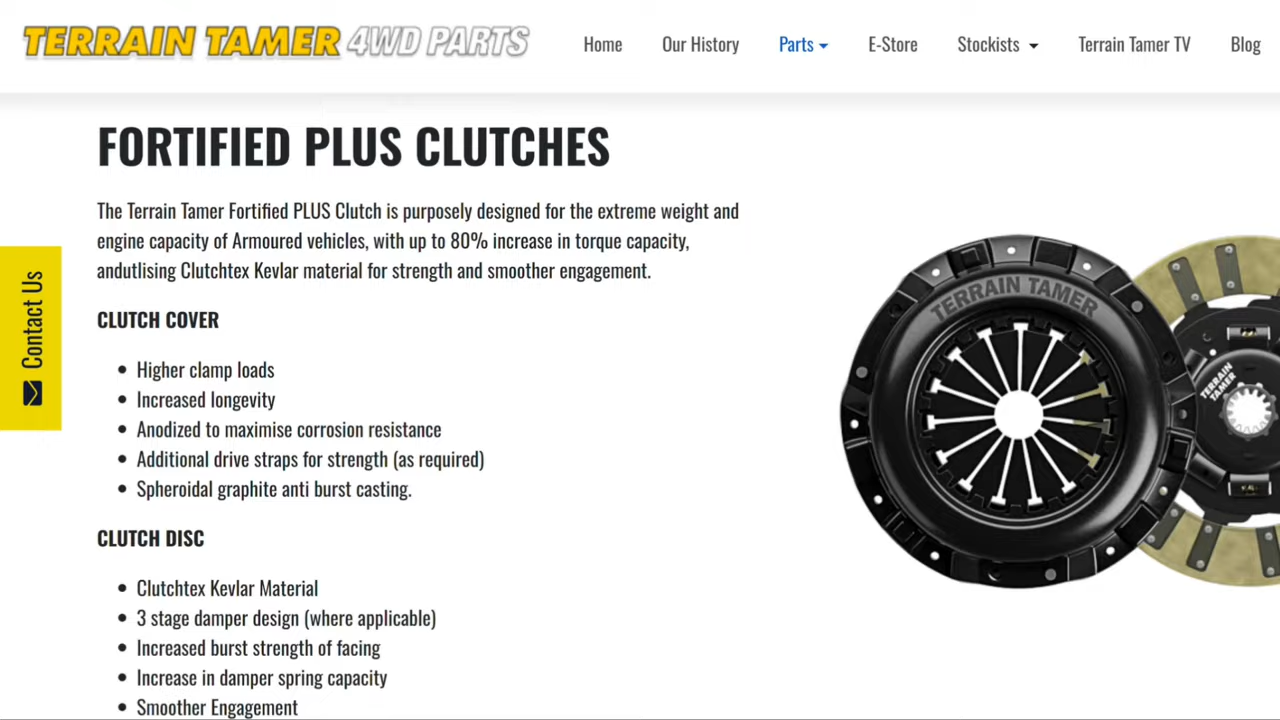 TERRAIN TAMER 4WD PARTS
Home Our History Parts E-Store Stockists Terrain Tamer TV Blog
FORTIFIED PLUS CLUTCHES
The Terrain Tamer Fortified PLUS Clutch is purposely designed for the extreme weight and
engine capacity of Armoured vehicles, with up to 80% increase in torque capacity,
andutlising Clutchtex Kevlar material for strength and smoother engagement.
Contact Us
CLUTCH COVER
Higher clamp loads
Increased longevity
Anodized to maximise corrosion resistance
Additional drive straps for strength (as required)
Spheroidal graphite anti burst casting.
CLUTCH DISC
Clutchtex Kevlar Material
3 stage damper design (where applicable)
Increased burst strength of facing
Increase in damper spring capacity
Smoother Engagement
TERRAIN TAMER
TERRAIN
TAMER